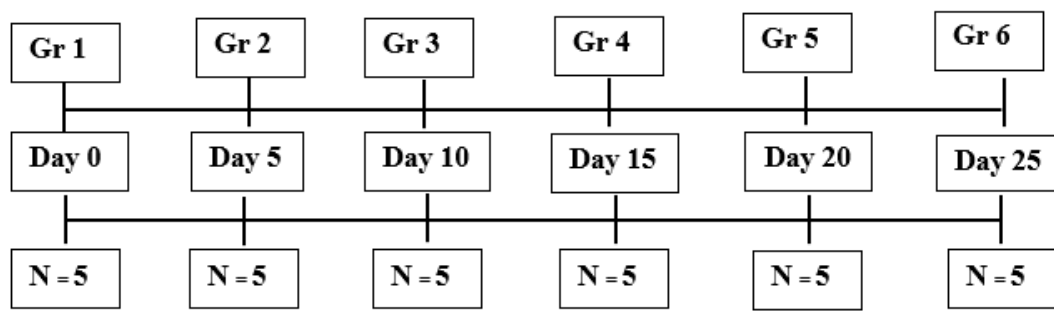 Gr 1 Gr 2 Gr 3 Gr 4 Gr 5 Gr 6
Day 0 Day 5 Day 10 Day 15 Day 20 Day 25
N = 5 N = 5 N = 5 N = 5 N = 5 N = 5